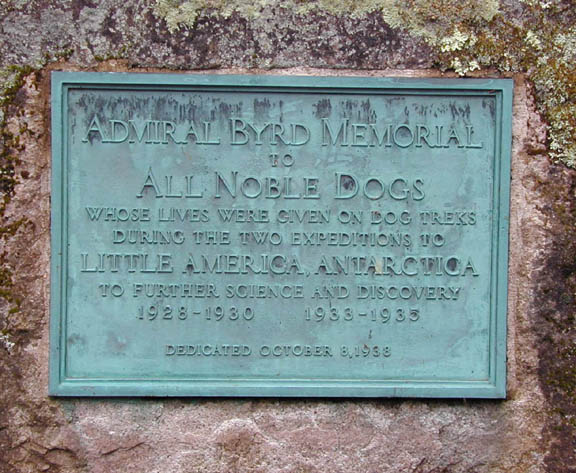 ADMIRAL BYRD MEMORIAL
TO
ALL NOBLE DOGS
WHOSE LIVES WERE GIVEN ON DOG TREKS
DURING THE TWO EXPEDITIONS TO
LITTLE AMERICA, ANTARCTICA
TO FURTHER SCIENCE AND DISCOVERY
1928-1930 1933-1935
DEDICATED OCTOBER 8, 1938